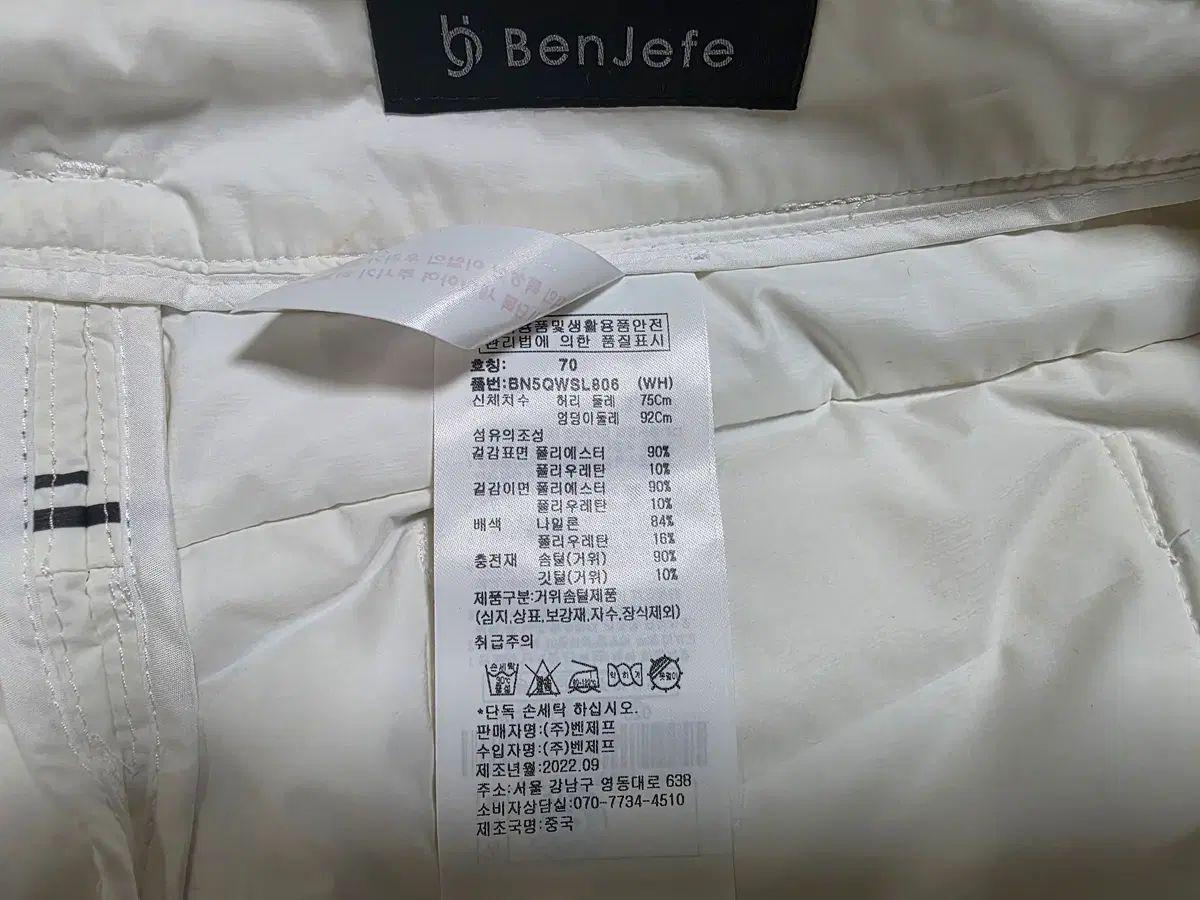 BenJefe
용품및생활용품안전
관리법에 의한 품질표시
호칭: 70
품번:BN5QWSL806 (WH)
신체치수 허리 둘레 75Cm
엉덩이둘레 92Cm
섬유의조성
겉감표면 폴리에스터 90%
폴리우레탄 10%
겉감이면 폴리에스터 90%
폴리우레탄 10%
배색 나일론 84%
폴리우레탄 16%
충전재 솜털(거위) 90%
깃털(거위) 10%
제품구분:거위솜털제품
(심지,상표,보강재,자수,장식제외)
취급주의
손세탁
30℃
약하게
*단독 손세탁 하십시오.
판매자명:(주)벤제프
수입자명:(주)벤제프
제조년월:2022.09
주소:서울 강남구 영동대로 638
소비자상담실:070-7734-4510
제조국명:중국